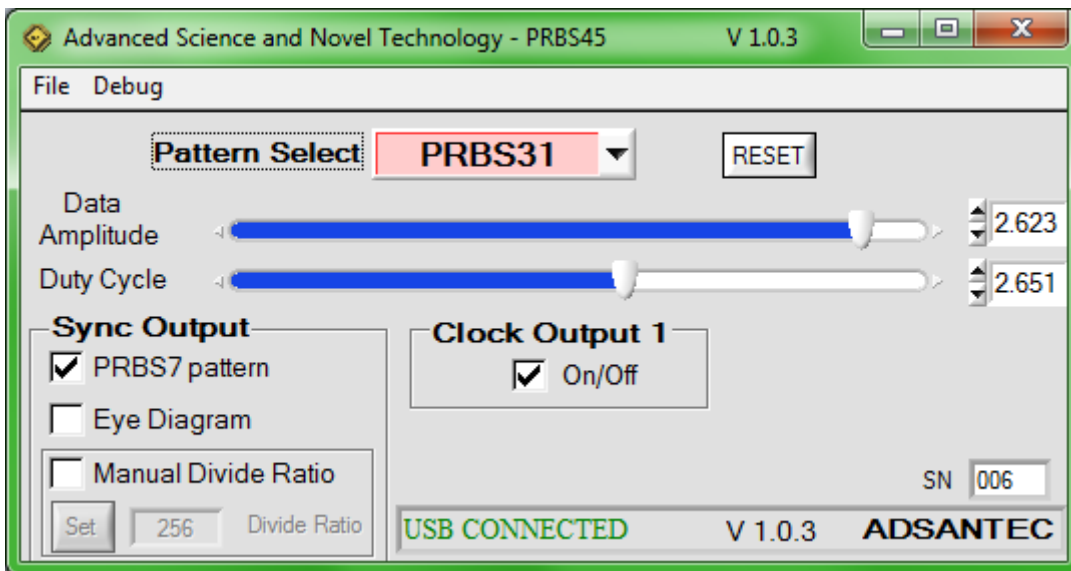 Advanced Science and Novel Technology - PRBS45 V 1.0.3
File Debug
Pattern Select PRBS31 RESET
Data
Amplitude 2.623
Duty Cycle 2.651
Sync Output
PRBS7 pattern
Eye Diagram
Manual Divide Ratio
Set 256 Divide Ratio
Clock Output 1
On/Off
SN 006
USB CONNECTED V 1.0.3 ADSANTEC